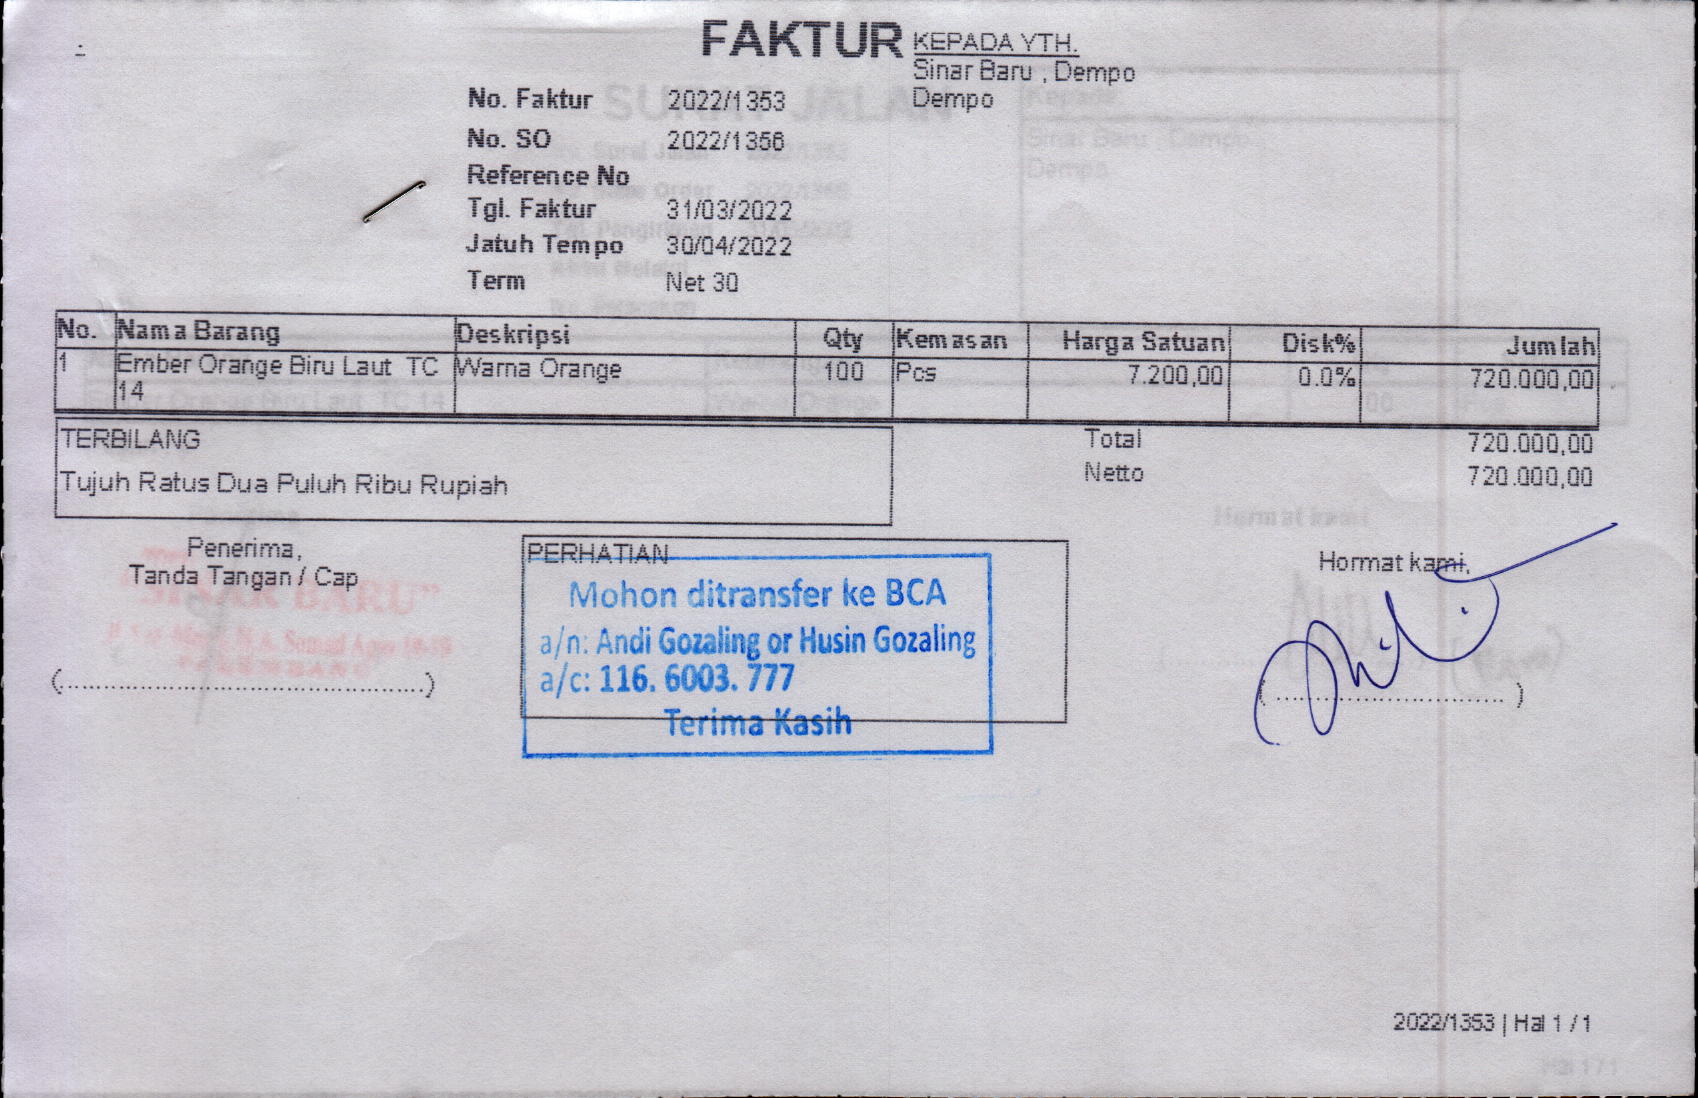 FAKTUR
KEPADA YTH.
Sinar Baru , Dempo
Dempo
No. Faktur 2022/1353
No. SO 2022/1356
Reference No
Tgl. Faktur 31/03/2022
Jatuh Tempo 30/04/2022
Term Net 30
No. Nama Barang Deskripsi Qty Kemasan Harga Satuan Disk% Jumlah
1 Ember Orange Biru Laut TC 14 Warna Orange 100 Pcs 7.200,00 0.0% 720.000,00
TERBILANG
Tujuh Ratus Dua Puluh Ribu Rupiah
Total 720.000,00
Netto 720.000,00
Penerima,
Tanda Tangan / Cap
PERHATIAN
Mohon ditransfer ke BCA
a/n: Andi Gozaling or Husin Gozaling
a/c: 116. 6003. 777
Terima Kasih
Hormat kami,
SURAT JALAN
"SINAR BARU"
2022/1353 | Hal 1 / 1